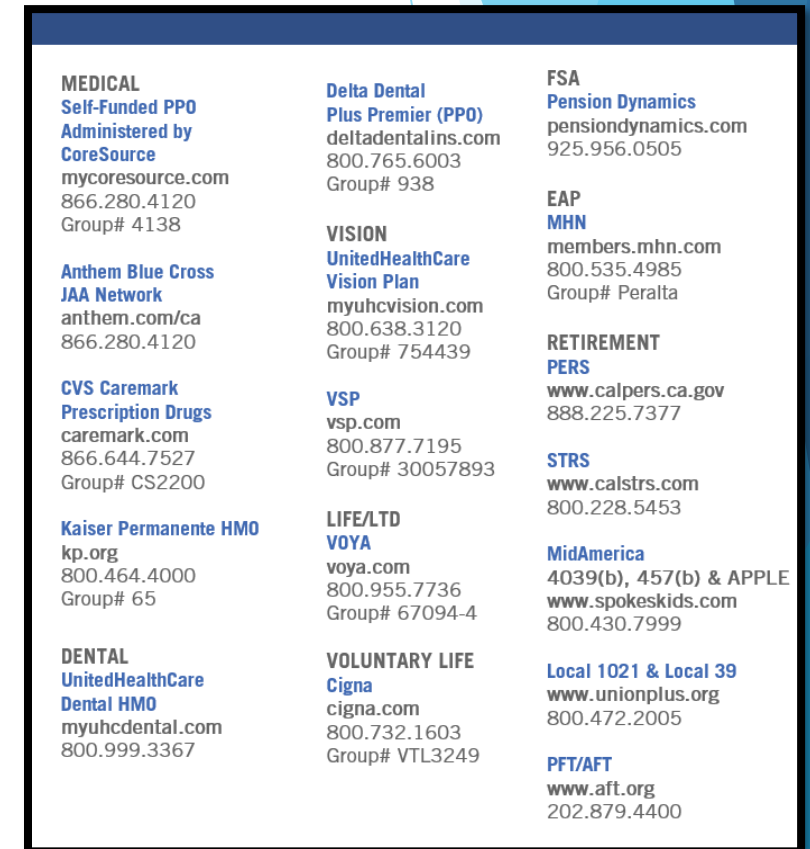 MEDICAL
Self-Funded PPO
Administered by
CoreSource
mycoresource.com
866.280.4120
Group# 4138
Anthem Blue Cross
JAA Network
anthem.com/ca
866.280.4120
CVS Caremark
Prescription Drugs
caremark.com
866.644.7527
Group# CS2200
Kaiser Permanente HMO
kp.org
800.464.4000
Group# 65
DENTAL
UnitedHealthCare
Dental HMO
myuhcdental.com
800.999.3367
Delta Dental
Plus Premier (PPO)
deltadentalins.com
800.765.6003
Group# 938
VISION
UnitedHealthCare
Vision Plan
myuhcvision.com
800.638.3120
Group# 754439
VSP
vsp.com
800.877.7195
Group# 30057893
LIFE/LTD
VOYA
voya.com
800.955.7736
Group# 67094-4
VOLUNTARY LIFE
Cigna
cigna.com
800.732.1603
Group# VTL3249
FSA
Pension Dynamics
pensiondynamics.com
925.956.0505
EAP
MHN
members.mhn.com
800.535.4985
Group# Peralta
RETIREMENT
PERS
www.calpers.ca.gov
888.225.7377
STRS
www.calstrs.com
800.228.5453
MidAmerica
4039(b), 457(b) & APPLE
www.spokeskids.com
800.430.7999
Local 1021 & Local 39
www.unionplus.org
800.472.2005
PFT/AFT
www.aft.org
202.879.4400